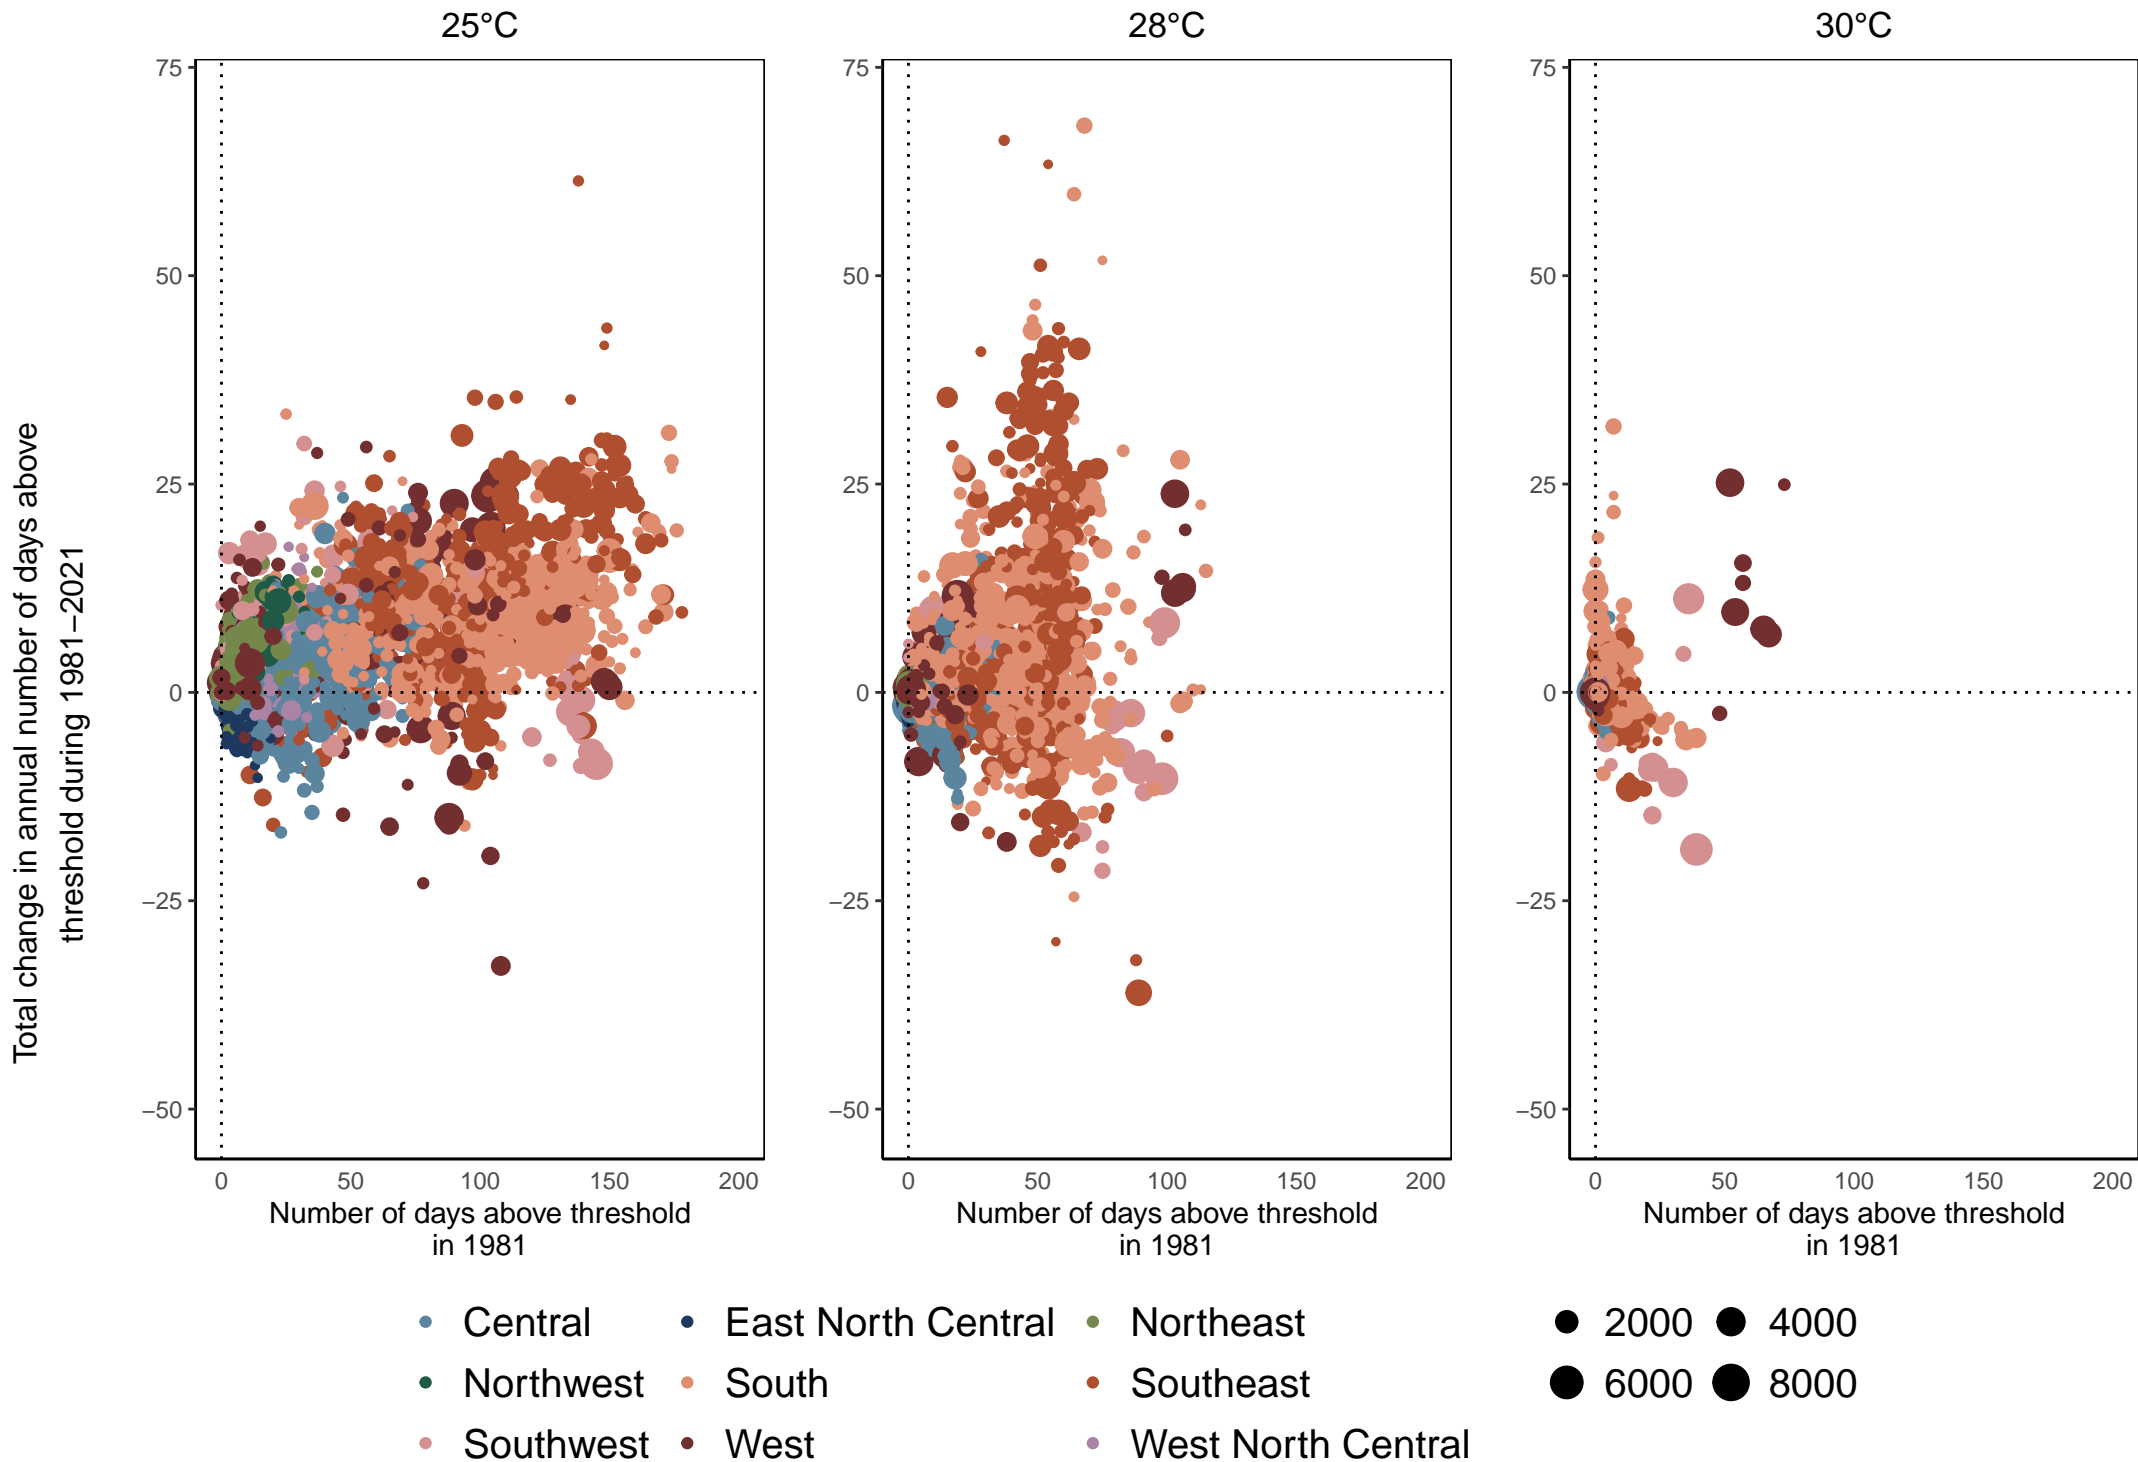 25°C
28°C
30°C
Total change in annual number of days above
threshold during 1981−2021
75
50
25
0
−25
−50
75
50
25
0
−25
−50
75
50
25
0
−25
−50
0 50 100 150 200
0 50 100 150 200
0 50 100 150 200
Number of days above threshold
in 1981
Number of days above threshold
in 1981
Number of days above threshold
in 1981
Central
East North Central
Northeast
Northwest
South
Southeast
Southwest
West
West North Central
2000
4000
6000
8000